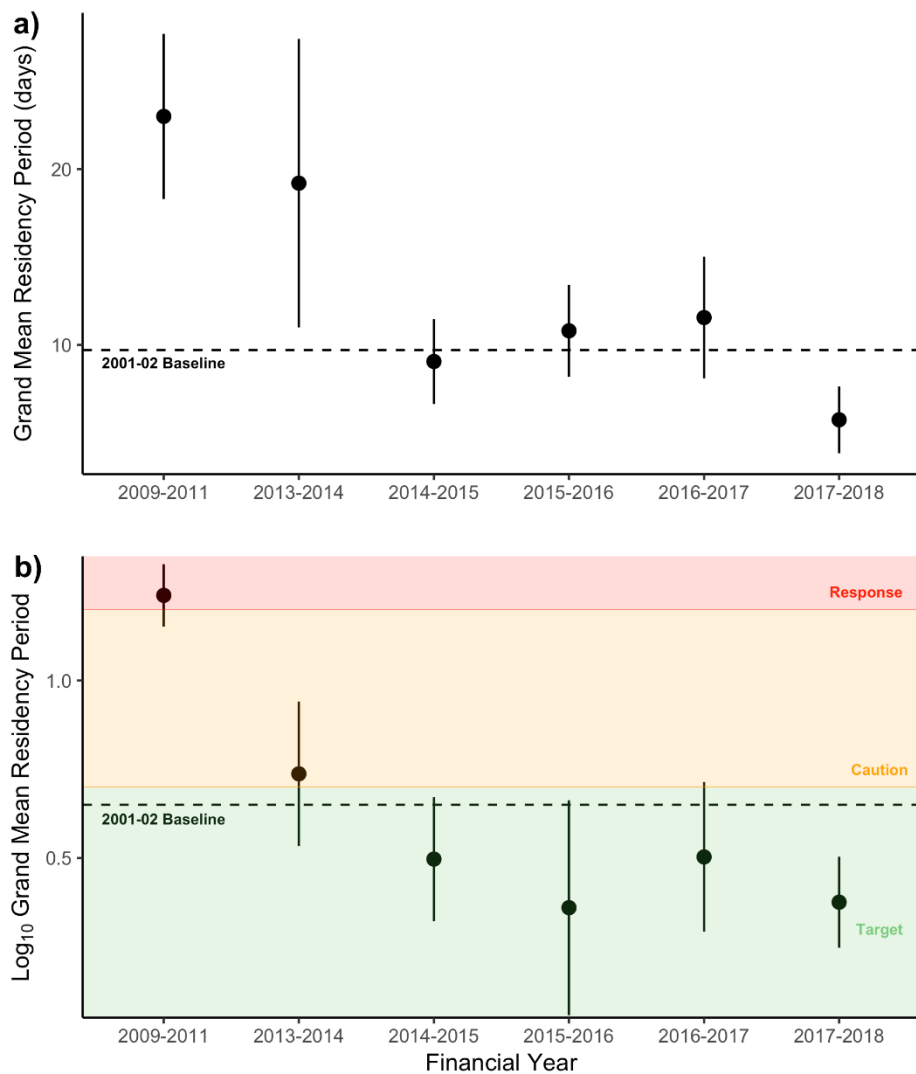 a)
Grand Mean Residency Period (days)
20
10
2001-02 Baseline
2009-2011 2013-2014 2014-2015 2015-2016 2016-2017 2017-2018
b)
Log₁₀ Grand Mean Residency Period
Response
1.0
Caution
2001-02 Baseline
0.5
Target
2009-2011 2013-2014 2014-2015 2015-2016 2016-2017 2017-2018
Financial Year